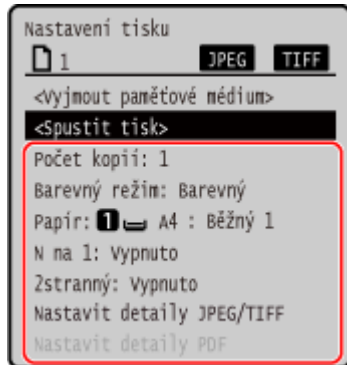 Nastavení tisku
1 JPEG TIFF
<Vyjmout paměťové médium>
<Spustit tisk>
Počet kopií: 1
Barevný režim: Barevný
Papír: 1 A4 : Běžný 1
N na 1: Vypnuto
2stranný: Vypnuto
Nastavit detaily JPEG/TIFF
Nastavit detaily PDF